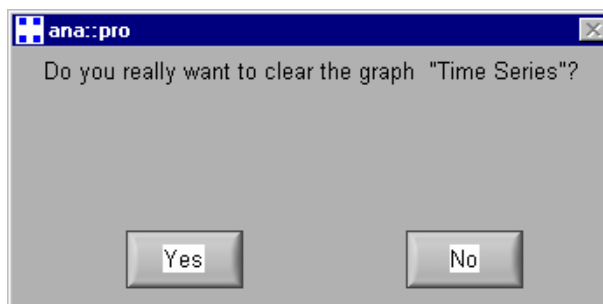 ana::pro
Do you really want to clear the graph "Time Series"?
Yes
No